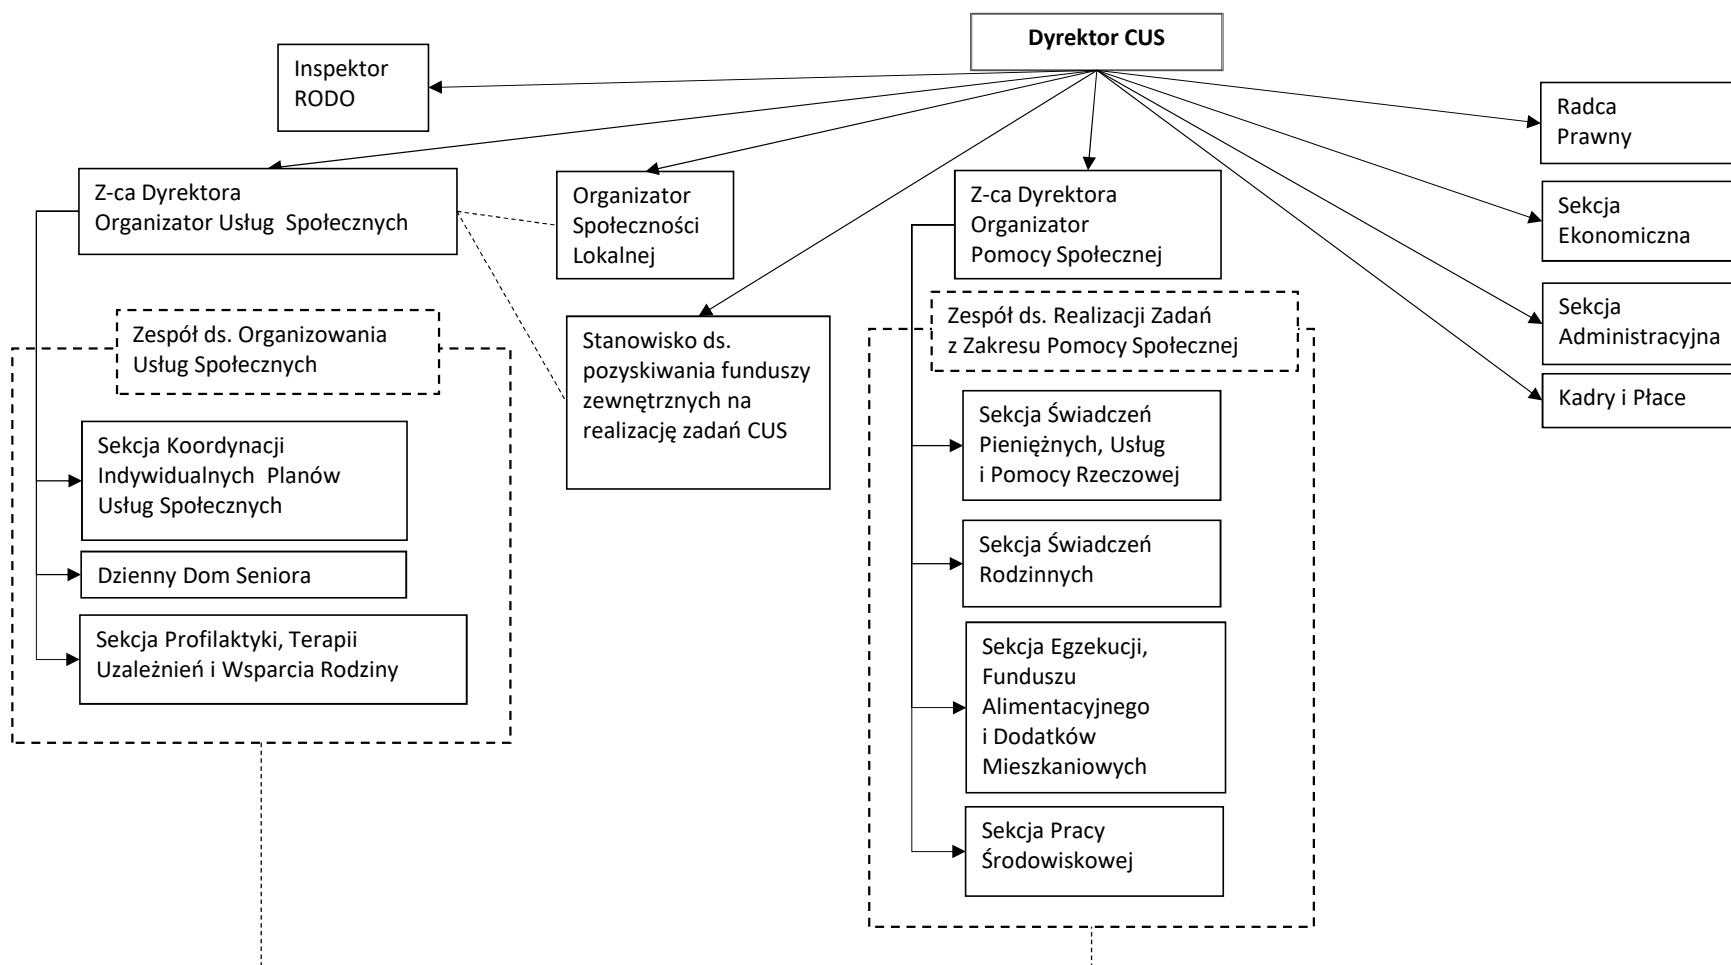 Dyrektor CUS
Inspektor
RODO
Radca
Prawny
Z-ca Dyrektora
Organizator Usług  Społecznych
Organizator
Społeczności
Lokalnej
Z-ca Dyrektora
Organizator
Pomocy Społecznej
Sekcja
Ekonomiczna
Sekcja
Administracyjna
Kadry i Płace
Zespół ds. Organizowania
Usług Społecznych
Stanowisko ds.
pozyskiwania funduszy
zewnętrznych na
realizację zadań CUS
Zespół ds. Realizacji Zadań
z Zakresu Pomocy Społecznej
Sekcja Koordynacji
Indywidualnych  Planów
Usług Społecznych
Dzienny Dom Seniora
Sekcja Profilaktyki, Terapii
Uzależnień i Wsparcia Rodziny
Sekcja Świadczeń
Pieniężnych, Usług
i Pomocy Rzeczowej
Sekcja Świadczeń
Rodzinnych
Sekcja Egzekucji,
Funduszu
Alimentacyjnego
i Dodatków
Mieszkaniowych
Sekcja Pracy
Środowiskowej